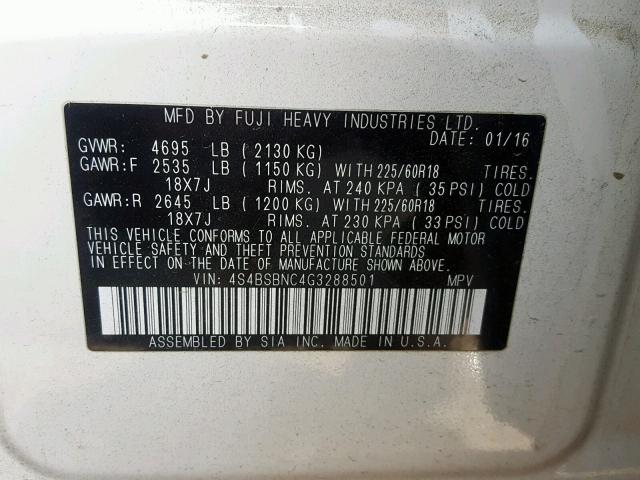 MFD BY FUJI HEAVY INDUSTRIES LTD.
DATE: 01/16
GVWR: 4695 LB (2130 KG)
GAWR:F 2535 LB (1150 KG) WITH 225/60R18 TIRES.
18X7J RIMS. AT 240 KPA (35 PSI) COLD
GAWR:R 2645 LB (1200 KG) WITH 225/60R18 TIRES.
18X7J RIMS. AT 230 KPA (33 PSI) COLD
THIS VEHICLE CONFORMS TO ALL APPLICABLE FEDERAL MOTOR
VEHICLE SAFETY AND THEFT PREVENTION STANDARDS
IN EFFECT ON THE DATE OF MANUFACTURE SHOWN ABOVE.
VIN: 4S4BSBNC4G3288501 MPV
ASSEMBLED BY SIA INC. MADE IN U.S.A.